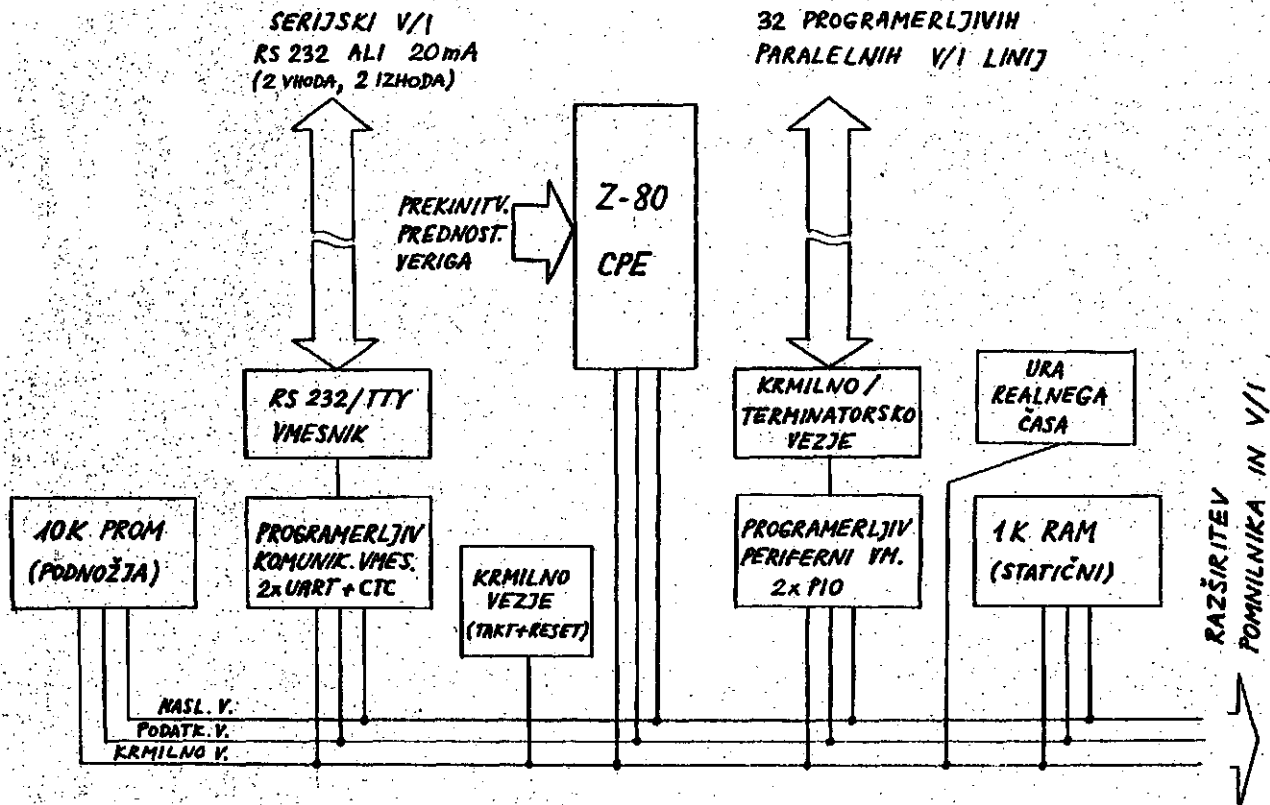 SERIJSKI V/I
RS 232 ALI 20mA
(2 VHODA, 2 IZHODA)
32 PROGRAMERLJIVIH
PARALELNIH V/I LINIJ
PREKINITV.
PREDNOST.
VERIGA
Z-80
CPE
RS 232/TTY
VMESNIK
KRMILNO/
TERMINATORSKO
VEZJE
URA
REALNEGA
ČASA
10K PROM
(PODNOŽJA)
PROGRAMERLJIV
KOMUNIK. VMES.
2xUART+CTC
KRMILNO
VEZJE
(TAKT+RESET)
PROGRAMERLJIV
PERIFERNI VM.
2x PIO
1K RAM
(STATIČNI)
RAZŠIRITEV
POMNILNIKA IN V/I
NASL. V.
PODATK. V.
KRMILNO V.